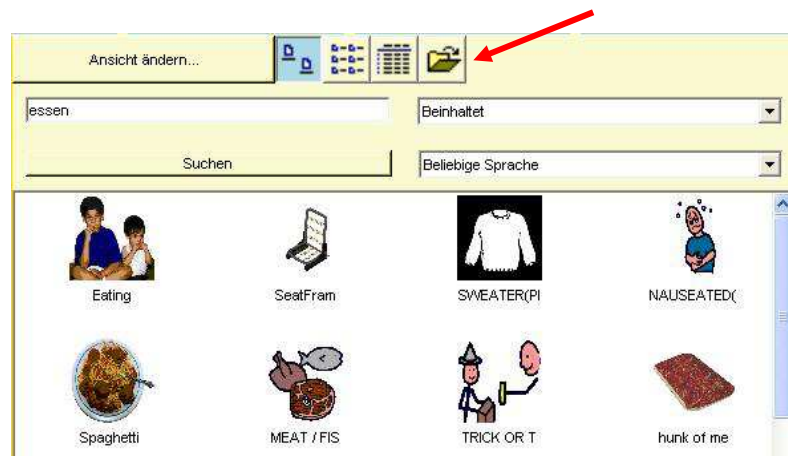 Ansicht ändern...
essen
Beinhaltet
Suchen
Beliebige Sprache
Eating
SeatFram
SWEATER(PI
NAUSEATED(
Spaghetti
MEAT / FIS
TRICK OR T
hunk of me